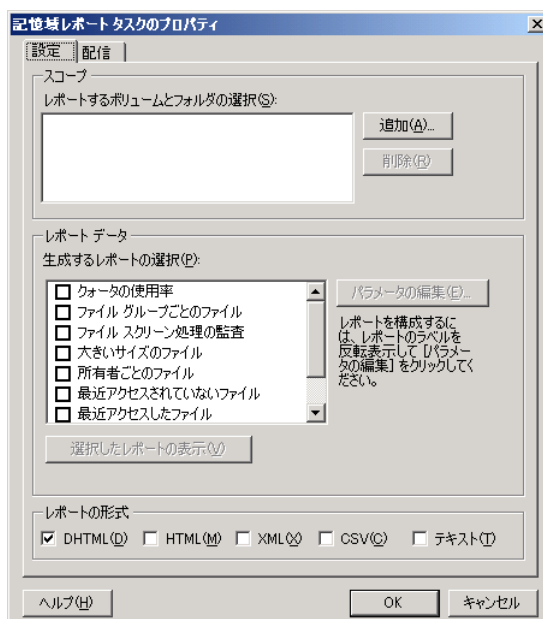 記憶域レポート タスクのプロパティ
設定
配信
スコープ
レポートするボリュームとフォルダの選択(S):
追加(A)...
削除(R)
レポート データ
生成するレポートの選択(P):
クォータの使用率
ファイル グループごとのファイル
ファイル スクリーン処理の監査
大きいサイズのファイル
所有者ごとのファイル
最近アクセスされていないファイル
最近アクセスしたファイル
パラメータの編集(E)...
レポートを構成するに
は、レポートのラベルを
反転表示して [パラメー
タの編集] をクリックしてく
ださい。
選択したレポートの表示(V)
レポートの形式
DHTML(D)
HTML(M)
XML(X)
CSV(C)
テキスト(T)
ヘルプ(H)
OK
キャンセル